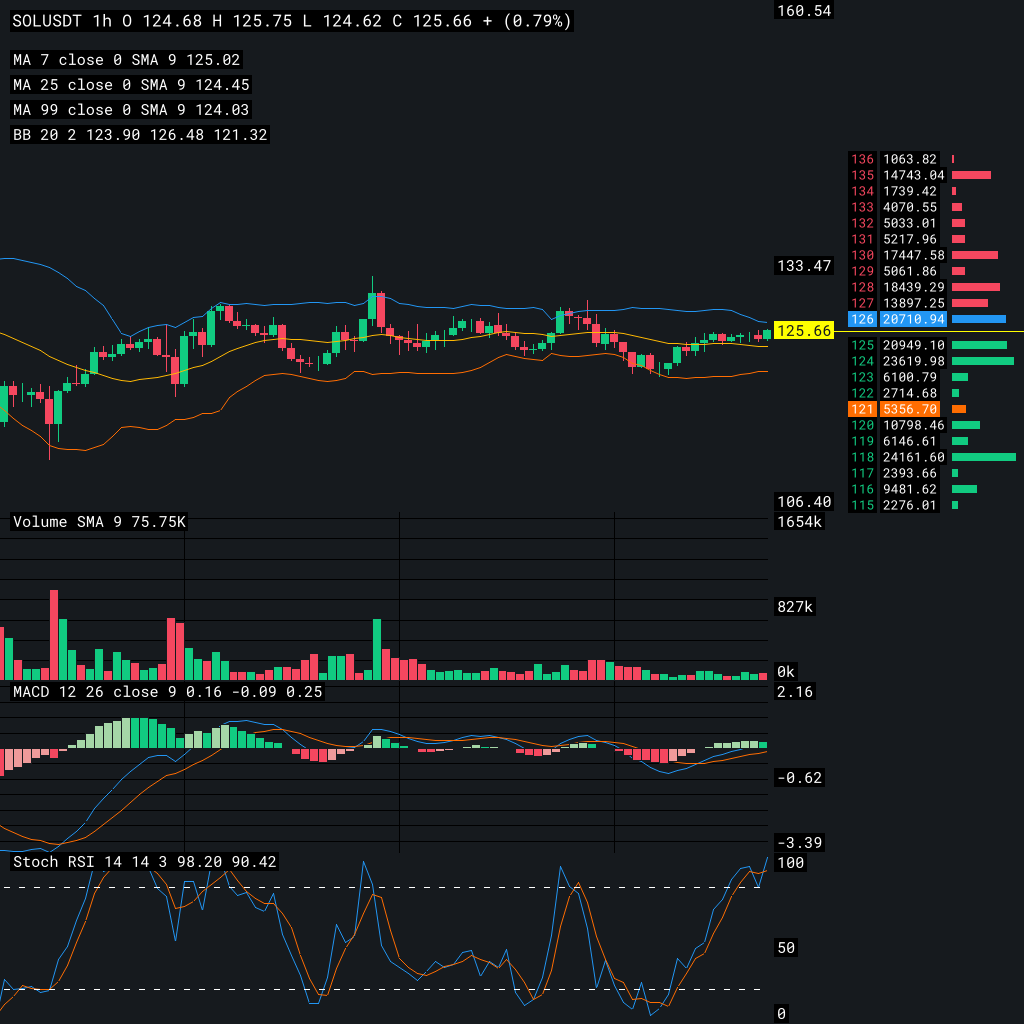 SOLUSDT 1h O 124.68 H 125.75 L 124.62 C 125.66 + (0.79%)
160.54
MA 7 close 0 SMA 9 125.02
MA 25 close 0 SMA 9 124.45
MA 99 close 0 SMA 9 124.03
BB 20 2 123.90 126.48 121.32
136 1063.82
135 14743.04
134 1739.42
133 4070.55
132 5033.01
131 5217.96
130 17447.58
129 5061.86
128 18439.29
127 13897.25
126 20710.94
133.47
125.66
125 20949.10
124 23619.98
123 6100.79
122 2714.68
121 5356.70
120 10798.46
119 6146.61
118 24161.60
117 2393.66
116 9481.62
115 2276.01
106.40
Volume SMA 9 75.75K
1654k
827k
0k
MACD 12 26 close 9 0.16 -0.09 0.25
2.16
-0.62
-3.39
Stoch RSI 14 14 3 98.20 90.42
100
50
0